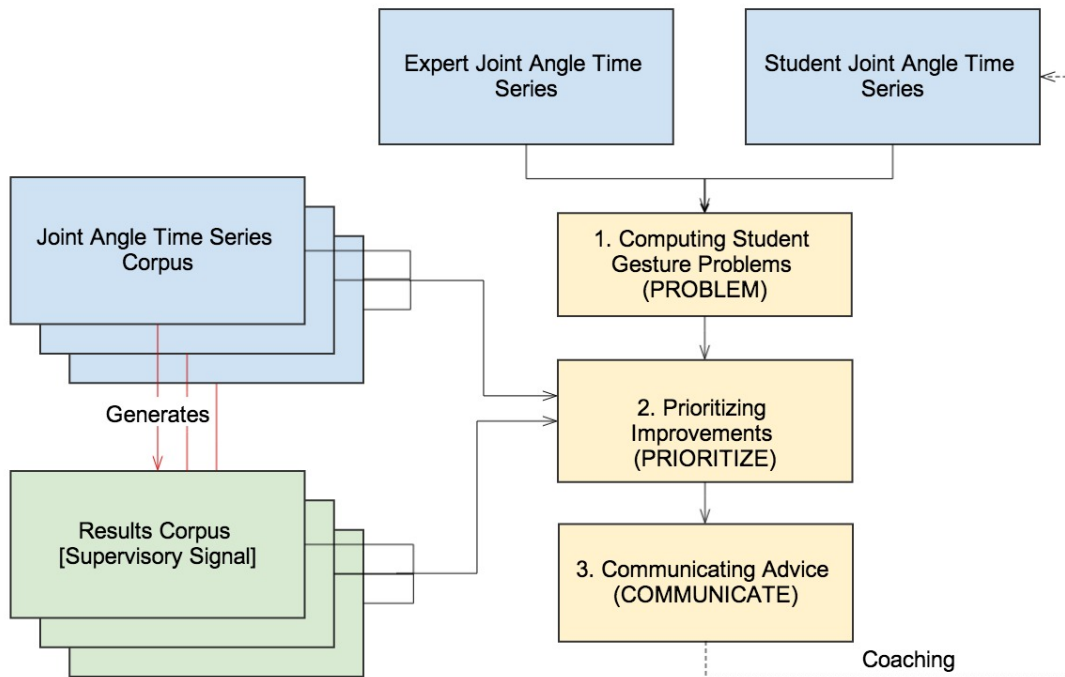 Expert Joint Angle Time
Series
Student Joint Angle Time
Series
Joint Angle Time Series
Corpus
1. Computing Student
Gesture Problems
(PROBLEM)
Generates
2. Prioritizing
Improvements
(PRIORITIZE)
Results Corpus
[Supervisory Signal]
3. Communicating Advice
(COMMUNICATE)
Coaching